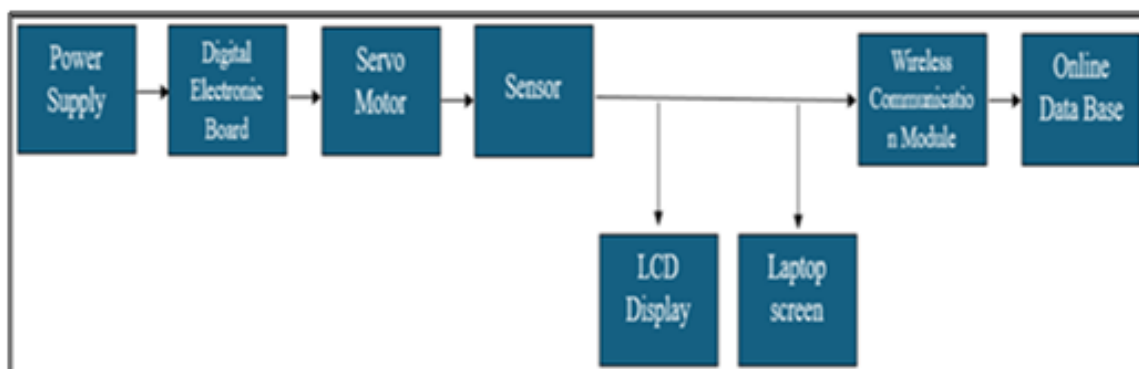 Power
Supply
Digital
Electronic
Board
Servo
Motor
Sensor
Wireless
Communicatio
n Module
Online
Data Base
LCD
Display
Laptop
screen